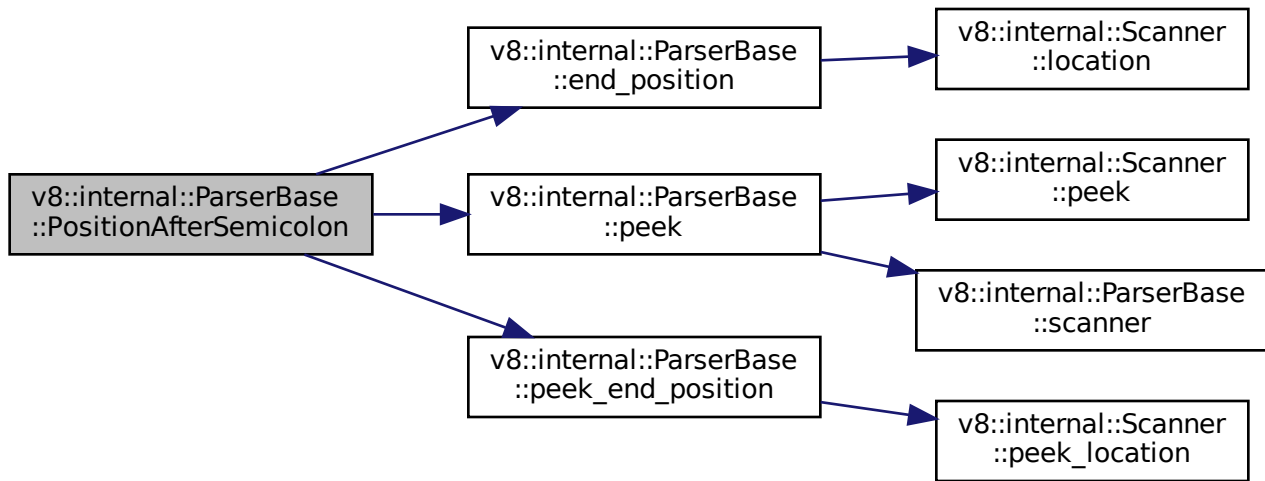 v8::internal::ParserBase
::PositionAfterSemicolon
v8::internal::ParserBase
::end_position
v8::internal::Scanner
::location
v8::internal::ParserBase
::peek
v8::internal::Scanner
::peek
v8::internal::ParserBase
::scanner
v8::internal::ParserBase
::peek_end_position
v8::internal::Scanner
::peek_location